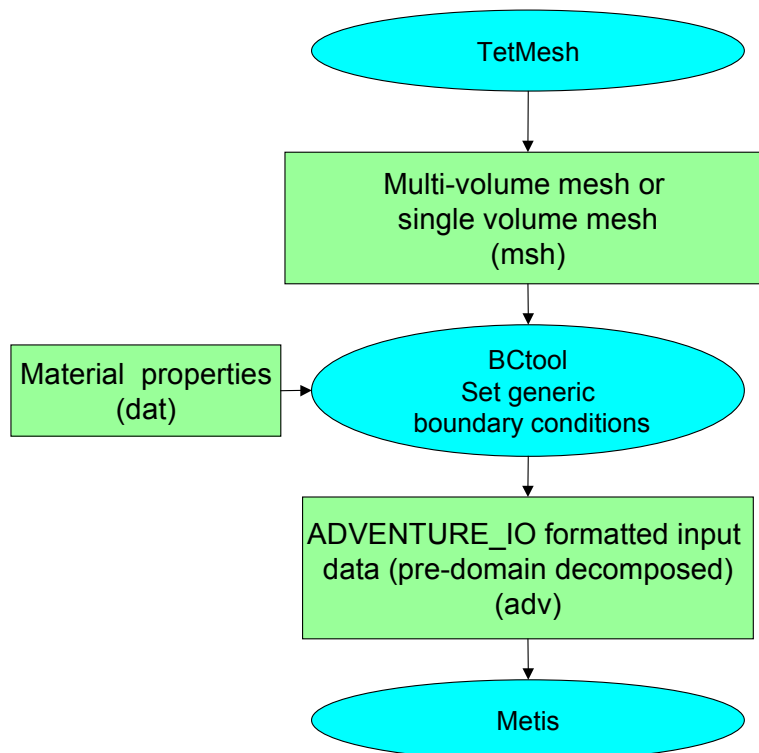 TetMesh
Multi-volume mesh or
single volume mesh
(msh)
Material properties
(dat)
BCtool
Set generic
boundary conditions
ADVENTURE_IO formatted input
data (pre-domain decomposed)
(adv)
Metis